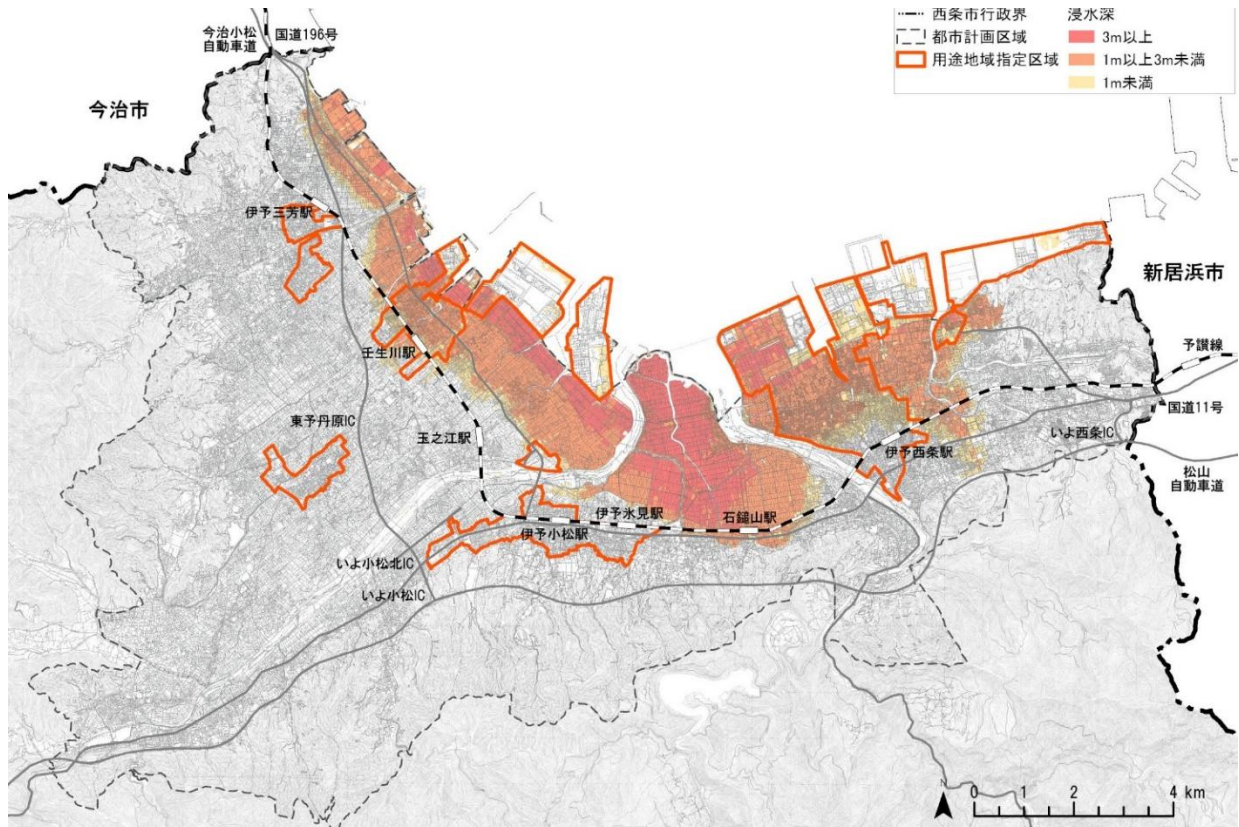 西条市行政界
都市計画区域
用途地域指定区域
浸水深
3m以上
1m以上3m未満
1m未満
今治小松
自動車道
国道196号
今治市
伊予三芳駅
新居浜市
壬生川駅
予讃線
国道11号
東予丹原IC
玉之江駅
いよ西条IC
伊予西条駅
松山
自動車道
伊予氷見駅
石鎚山駅
伊予小松駅
いよ小松北IC
いよ小松IC
0 1 2 4 km